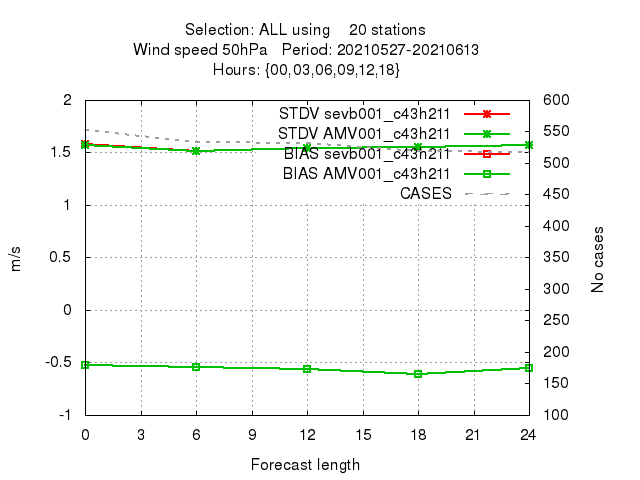 Selection: ALL using 20 stations
Wind speed 50hPa Period: 20210527-20210613
Hours: {00,03,06,09,12,18}
2
1.5
1
0.5
0
-0.5
-1
m/s
600
550
500
450
400
350
300
250
200
150
100
No cases
STDV sevb001_c43h211
STDV AMV001_c43h211
BIAS sevb001_c43h211
BIAS AMV001_c43h211
CASES
0 3 6 9 12 15 18 21 24
Forecast length